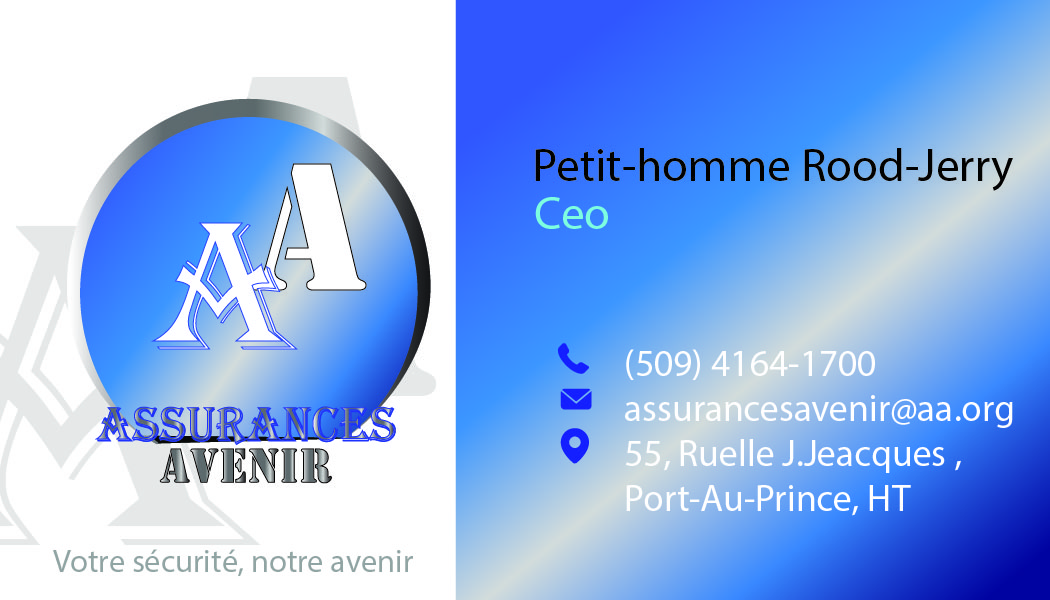 AA
ASSURANCES
AVENIR
Votre sécurité, notre avenir
Petit-homme Rood-Jerry
Ceo
(509) 4164-1700
assurancesavenir@aa.org
55, Ruelle J.Jeacques ,
Port-Au-Prince, HT